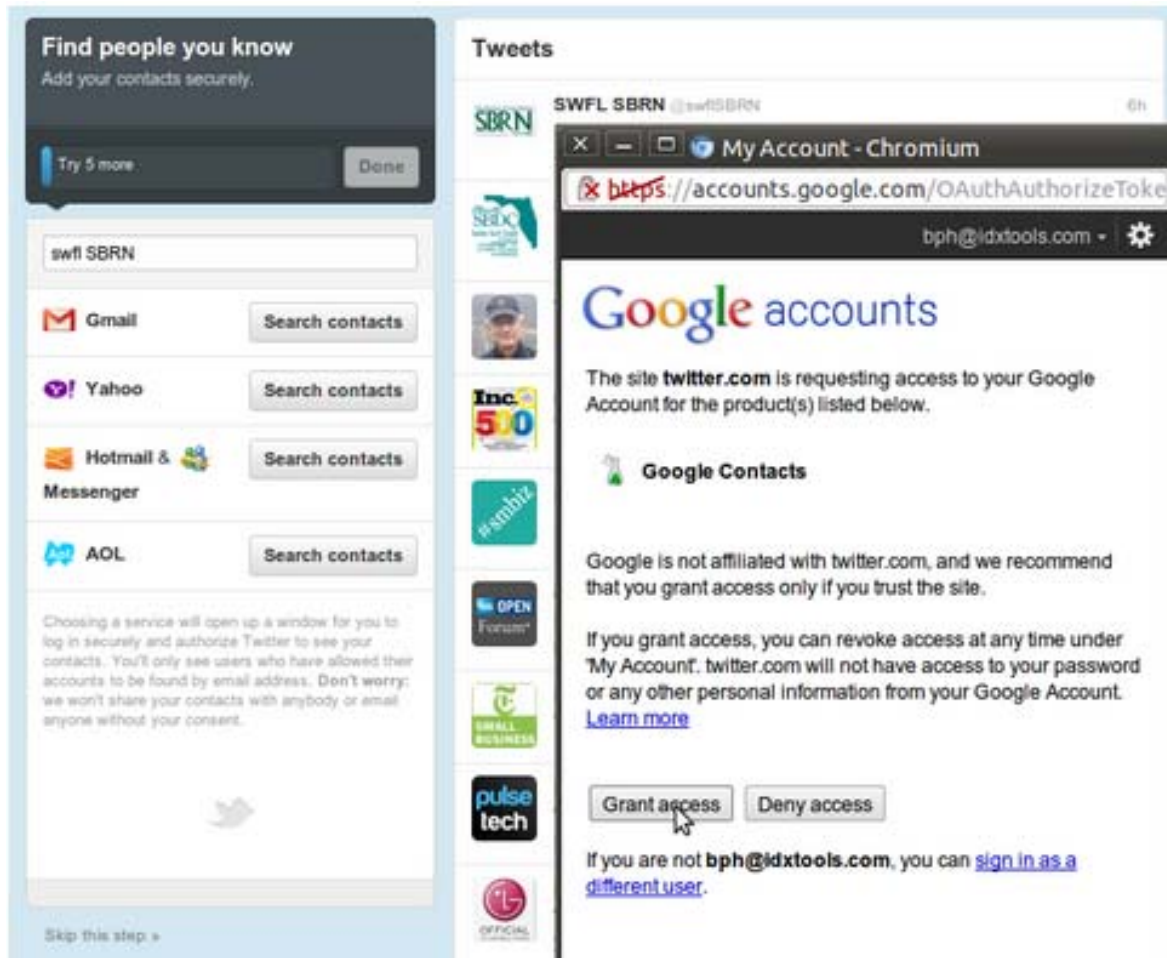 Find people you know
Add your contacts securely.
Try 5 more
Done
swfl SBRN
Gmail
Search contacts
Yahoo
Search contacts
Hotmail &
Messenger
Search contacts
AOL
Search contacts
Choosing a service will open up a window for you to
log in securely and authorize Twitter to see your
contacts. You'll only see users who have allowed their
accounts to be found by email address. Don't worry:
we won't share your contacts with anybody or email
anyone without your consent.
Skip this step »
Tweets
SBRN
SWFL SBRN @swflSBRN
6h
SBDC
Inc.
500
#smbiz
OPEN
Forum
SMALL
BUSINESS
pulse
tech
LG
OFFICIAL
My Account - Chromium
https://accounts.google.com/OAuthAuthorizeToke
bph@idxtools.com
Google accounts
The site twitter.com is requesting access to your Google
Account for the product(s) listed below.
Google Contacts
Google is not affiliated with twitter.com, and we recommend
that you grant access only if you trust the site.
If you grant access, you can revoke access at any time under
'My Account'. twitter.com will not have access to your password
or any other personal information from your Google Account.
Learn more
Grant access
Deny access
If you are not bph@idxtools.com, you can sign in as a
different user.